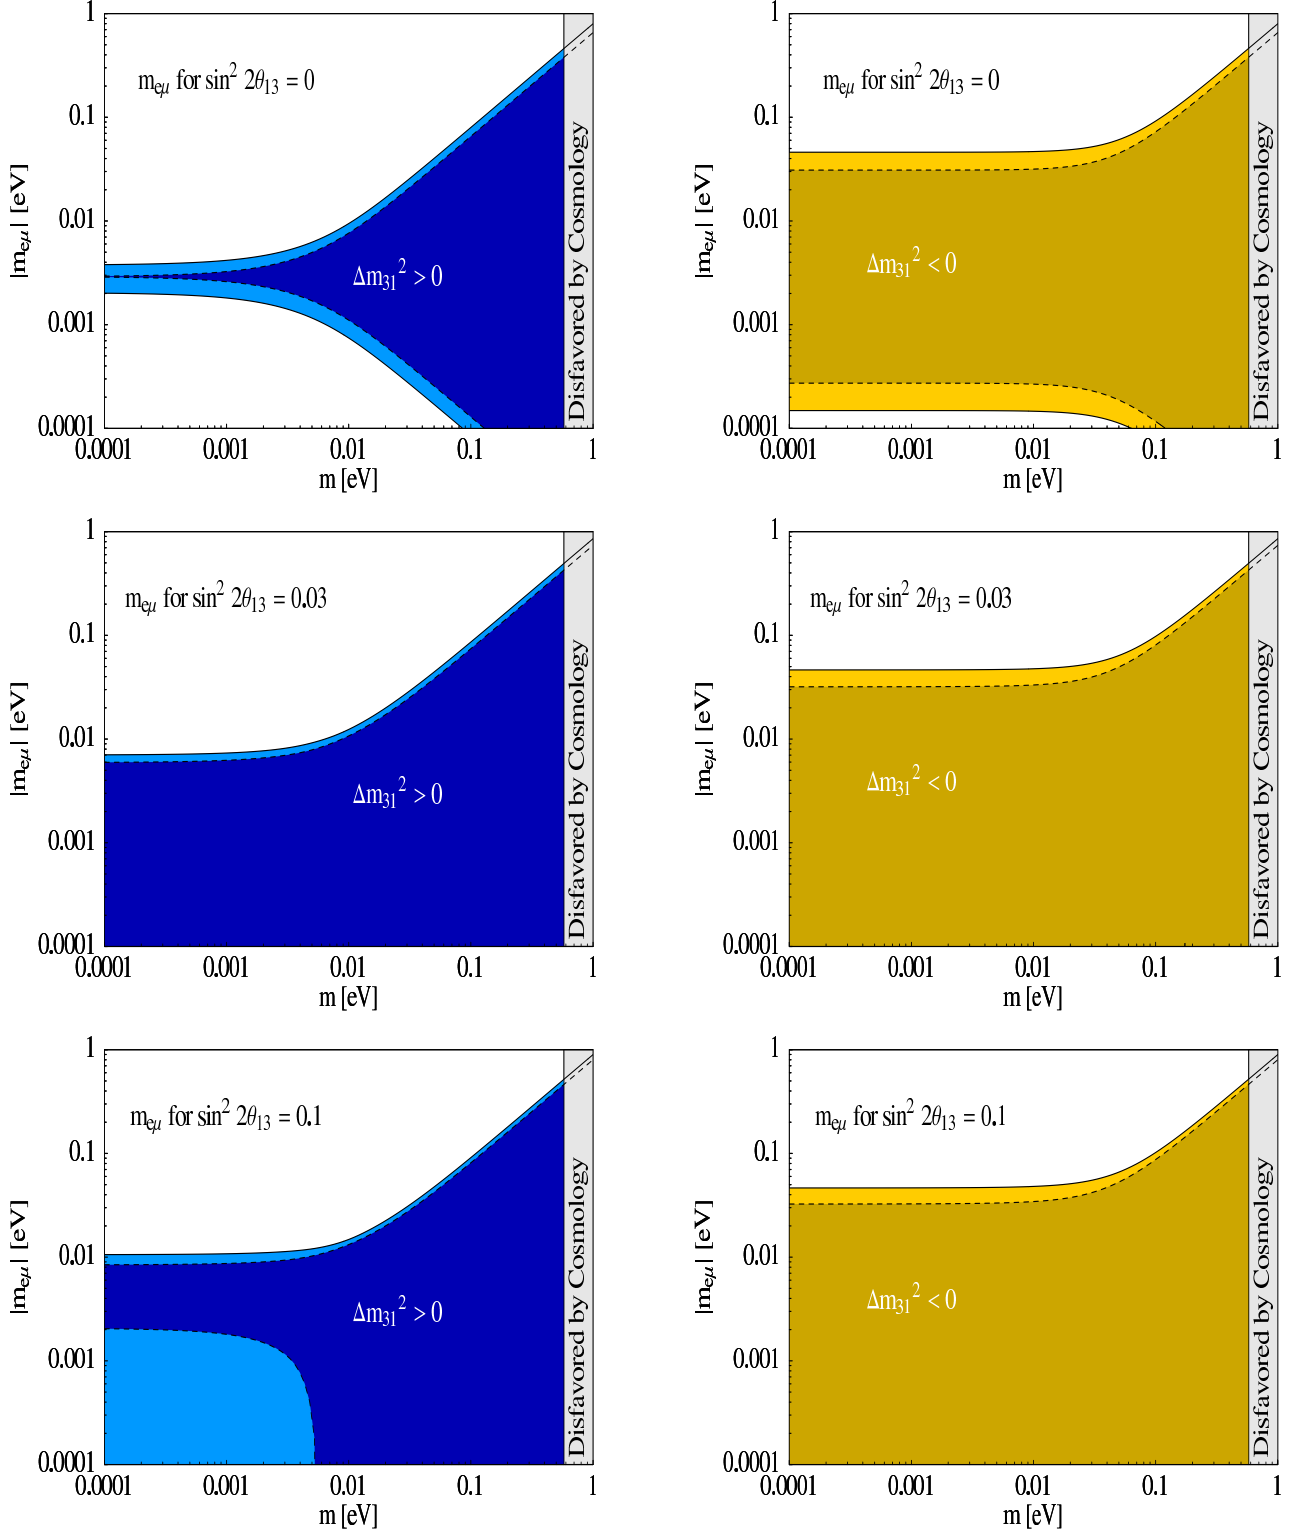 1
0.1
0.01
0.001
0.0001
|m_eμ| [eV]
m_eμ for sin² 2θ₁₃ = 0
Δm₃₁² > 0
Disfavored by Cosmology
0.0001 0.001 0.01 0.1 1
m [eV]
1
0.1
0.01
0.001
0.0001
|m_eμ| [eV]
m_eμ for sin² 2θ₁₃ = 0
Δm₃₁² < 0
Disfavored by Cosmology
0.0001 0.001 0.01 0.1 1
m [eV]
1
0.1
0.01
0.001
0.0001
|m_eμ| [eV]
m_eμ for sin² 2θ₁₃ = 0.03
Δm₃₁² > 0
Disfavored by Cosmology
0.0001 0.001 0.01 0.1 1
m [eV]
1
0.1
0.01
0.001
0.0001
|m_eμ| [eV]
m_eμ for sin² 2θ₁₃ = 0.03
Δm₃₁² < 0
Disfavored by Cosmology
0.0001 0.001 0.01 0.1 1
m [eV]
1
0.1
0.01
0.001
0.0001
|m_eμ| [eV]
m_eμ for sin² 2θ₁₃ = 0.1
Δm₃₁² > 0
Disfavored by Cosmology
0.0001 0.001 0.01 0.1 1
m [eV]
1
0.1
0.01
0.001
0.0001
|m_eμ| [eV]
m_eμ for sin² 2θ₁₃ = 0.1
Δm₃₁² < 0
Disfavored by Cosmology
0.0001 0.001 0.01 0.1 1
m [eV]